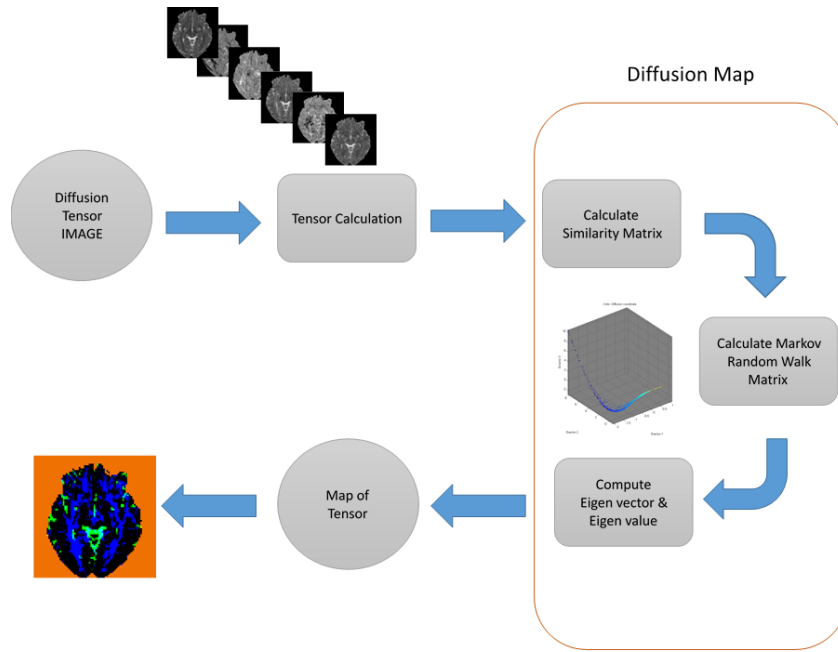 Diffusion Map
Diffusion
Tensor
IMAGE
Tensor Calculation
Calculate
Similarity Matrix
Calculate Markov
Random Walk
Matrix
Compute
Eigen vector &
Eigen value
Map of
Tensor